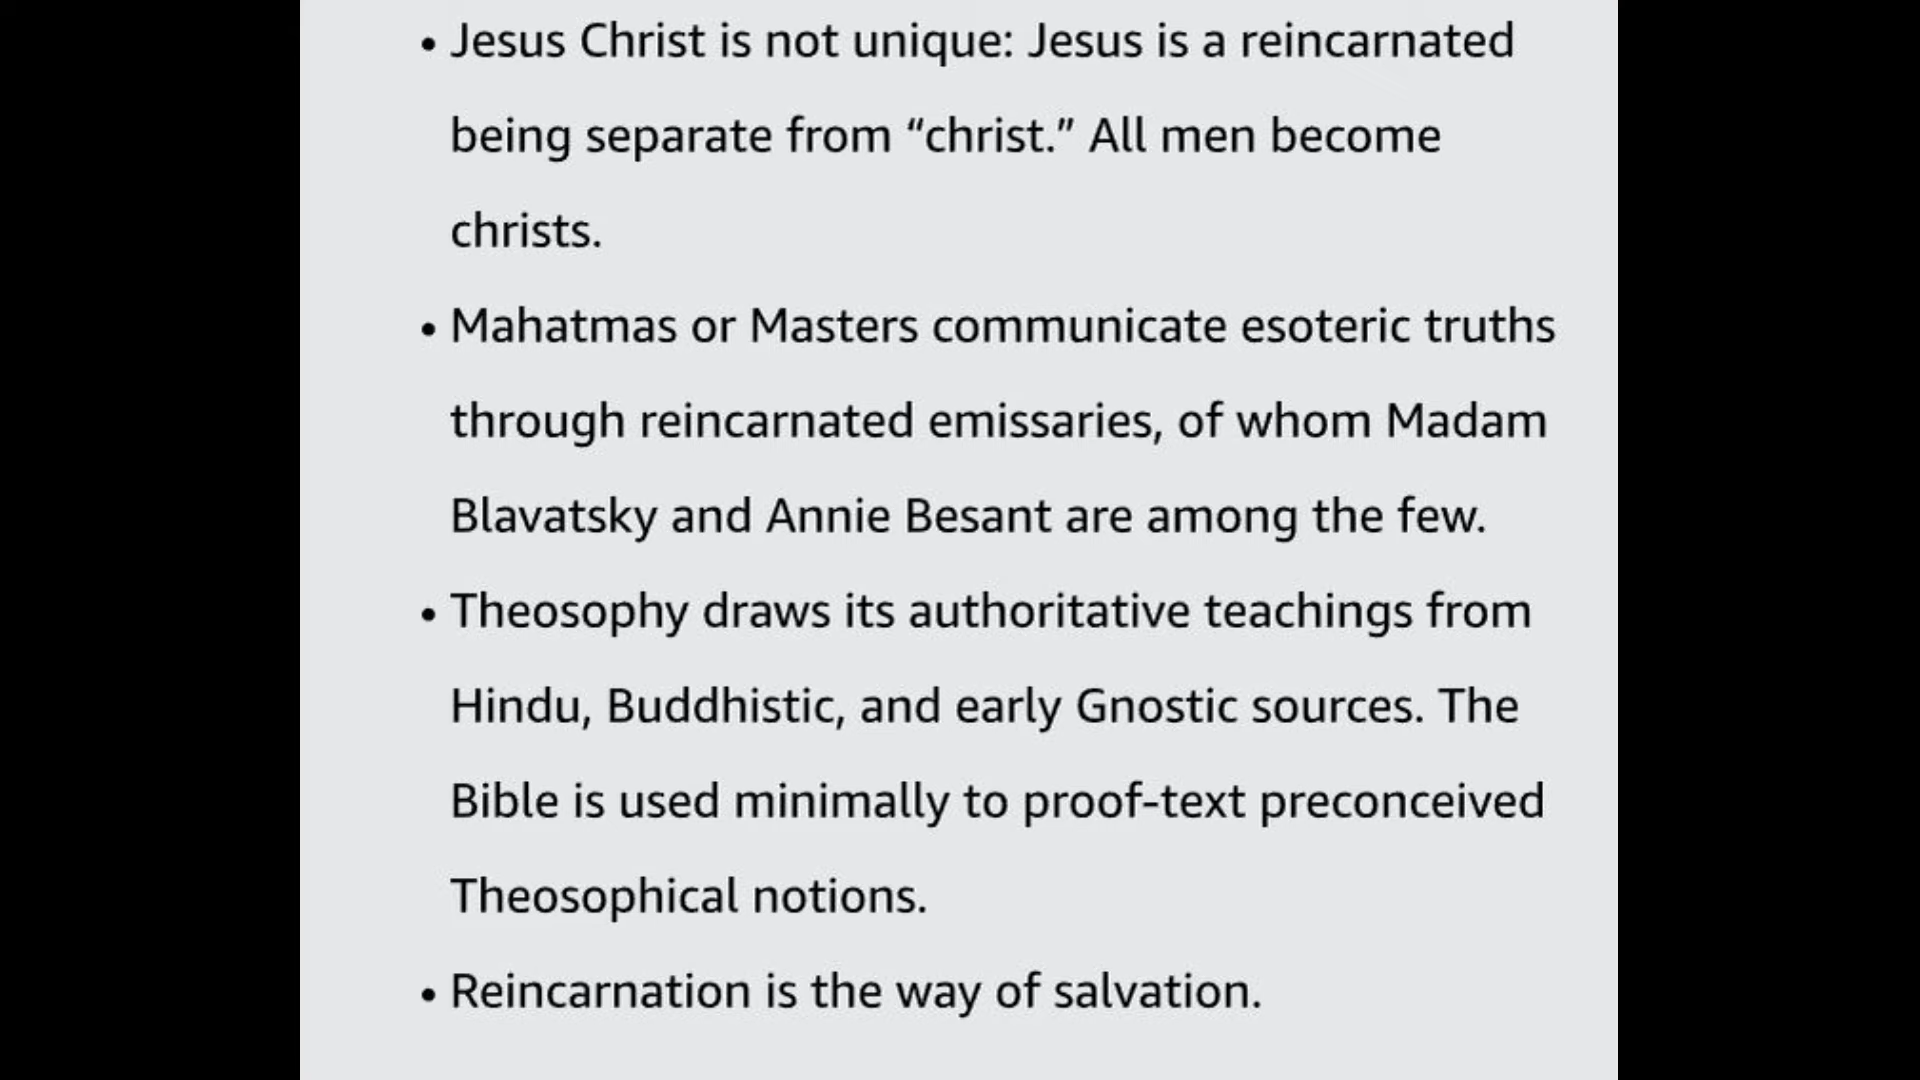 • Jesus Christ is not unique: Jesus is a reincarnated
being separate from “christ.” All men become
christs.
• Mahatmas or Masters communicate esoteric truths
through reincarnated emissaries, of whom Madam
Blavatsky and Annie Besant are among the few.
• Theosophy draws its authoritative teachings from
Hindu, Buddhistic, and early Gnostic sources. The
Bible is used minimally to proof-text preconceived
Theosophical notions.
• Reincarnation is the way of salvation.